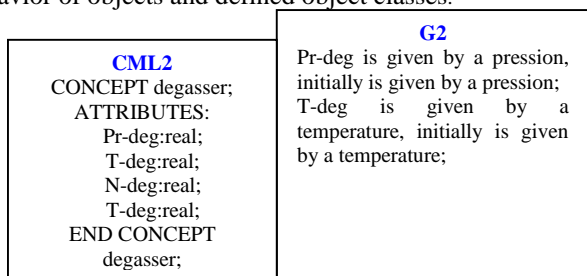 avior of objects and defined object classes.
CML2
CONCEPT degasser;
ATTRIBUTES:
Pr-deg:real;
T-deg:real;
N-deg:real;
T-deg:real;
END CONCEPT
degasser;
G2
Pr-deg is given by a pression,
initially is given by a pression;
T-deg is given by a
temperature, initially is given
by a temperature;